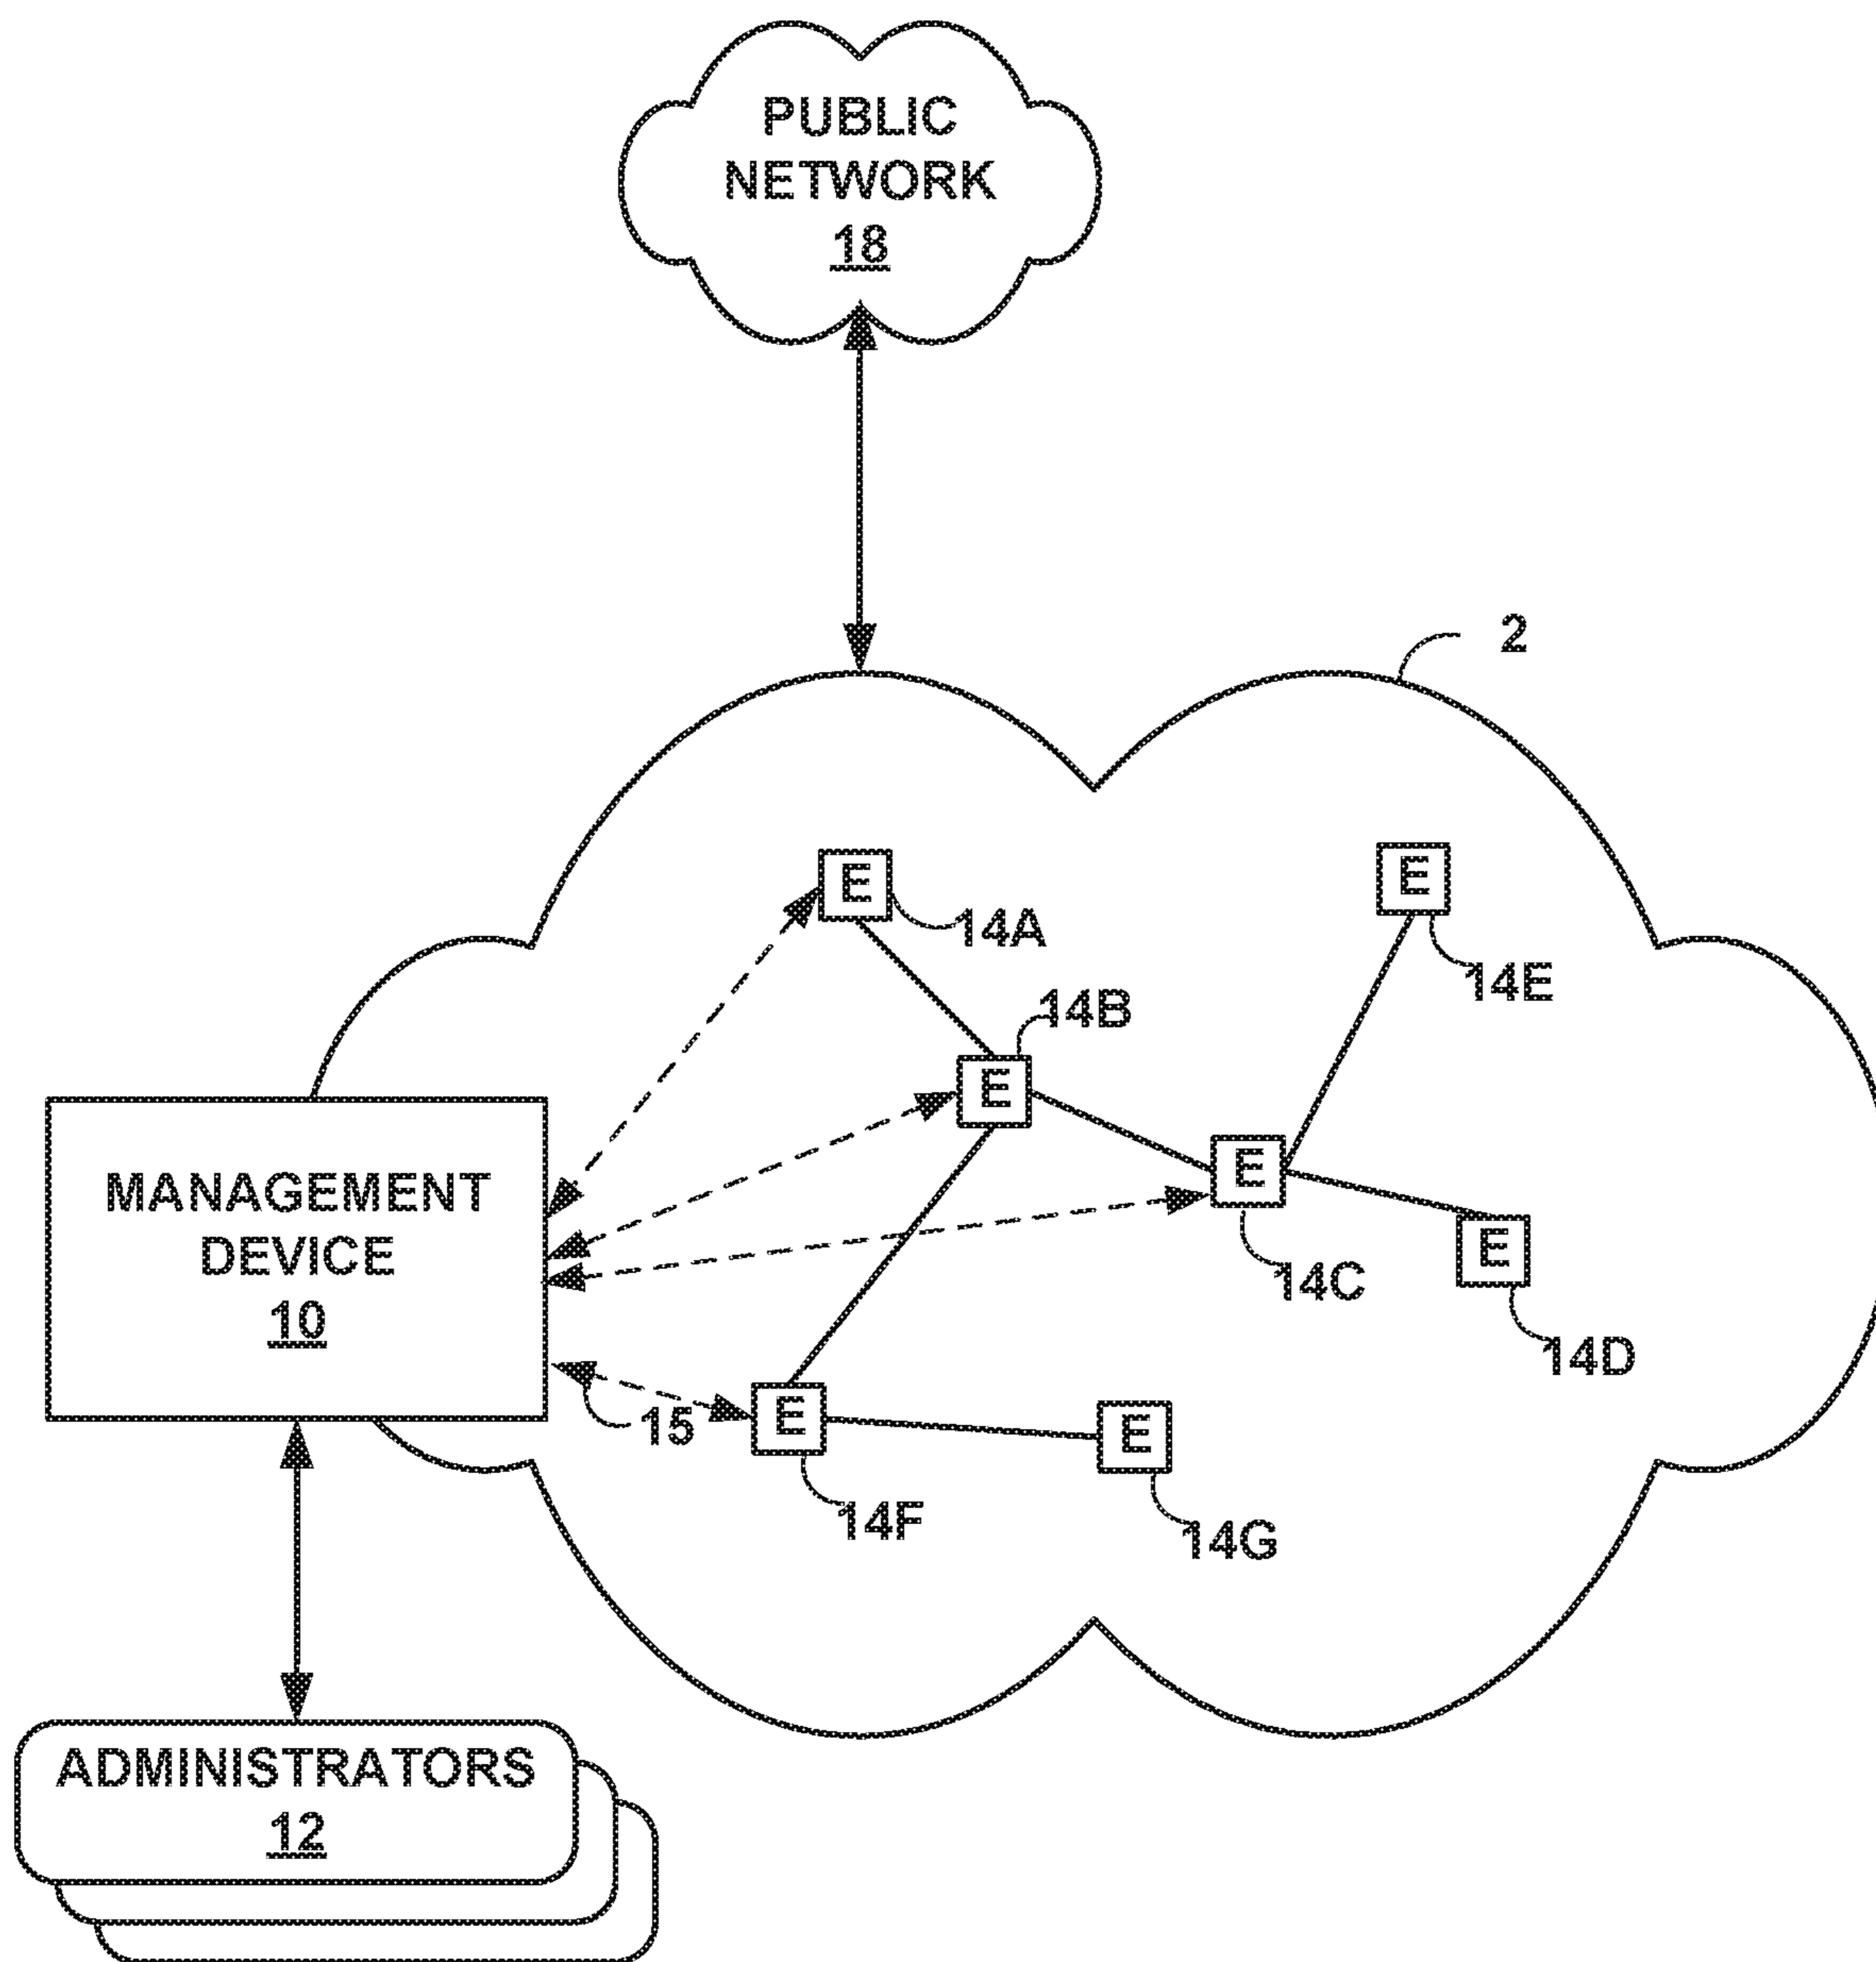 PUBLIC
NETWORK
18
2
E
14A
E
14E
14B
E
E
14C
E
14D
MANAGEMENT
DEVICE
10
15
E
14F
E
14G
ADMINISTRATORS
12